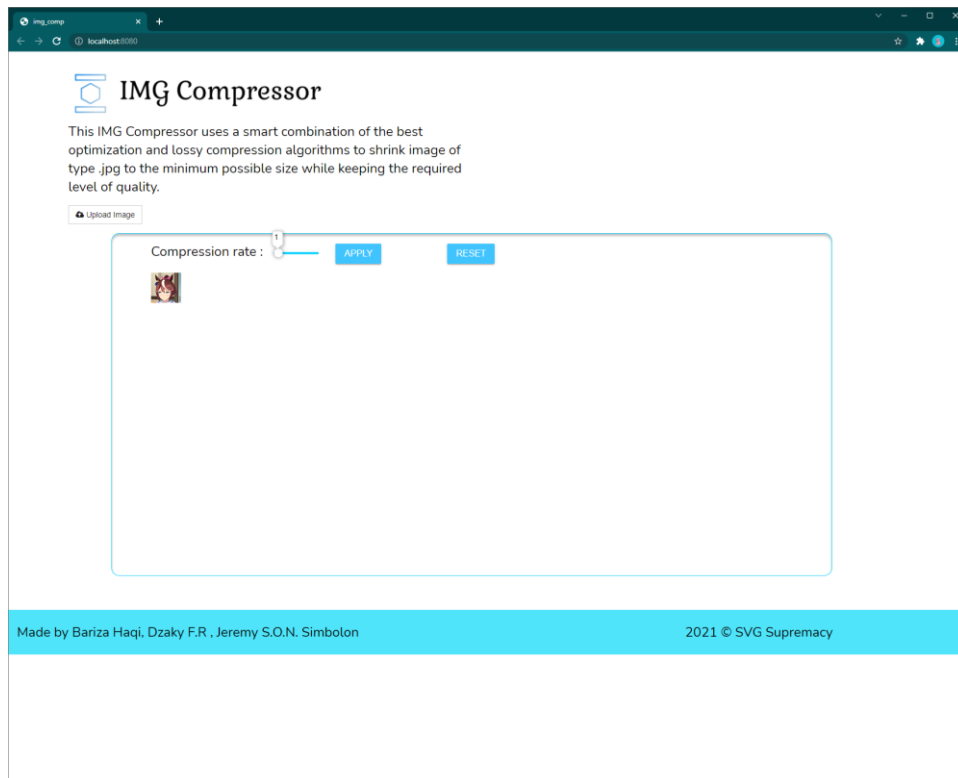 img_comp
localhost:8080
IMG Compressor
This IMG Compressor uses a smart combination of the best
optimization and lossy compression algorithms to shrink image of
type .jpg to the minimum possible size while keeping the required
level of quality.
Upload Image
1
Compression rate :
APPLY
RESET
Made by Bariza Haqi, Dzaky F.R , Jeremy S.O.N. Simbolon
2021 © SVG Supremacy